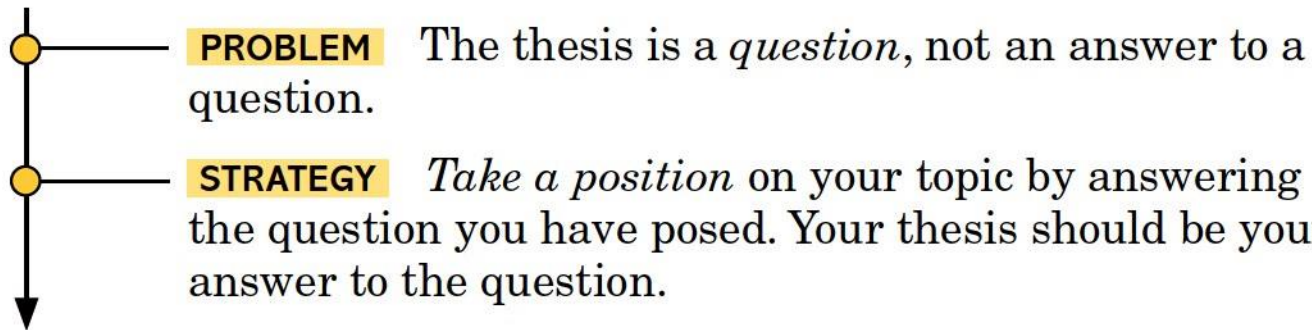 PROBLEM The thesis is a question, not an answer to a
question.
STRATEGY Take a position on your topic by answering
the question you have posed. Your thesis should be you
answer to the question.